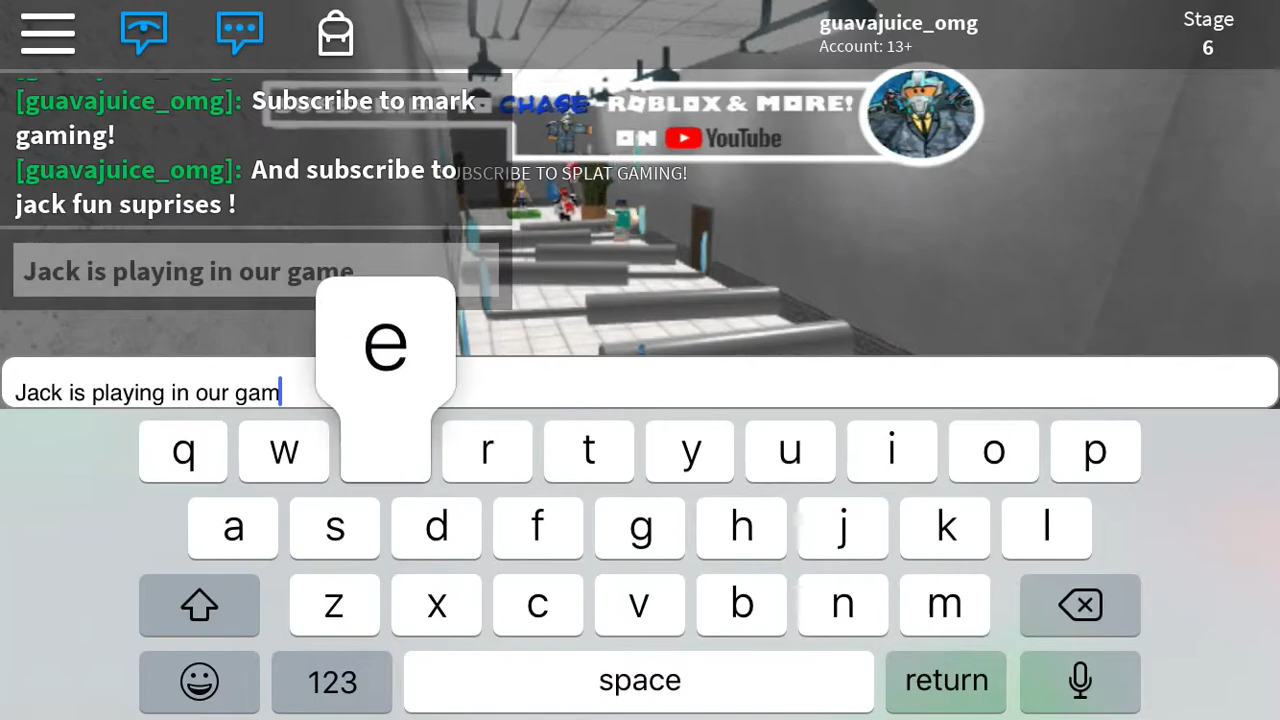 guavajuice_omg
Account: 13+
Stage
6
[guavajuice_omg]: Subscribe to mark
gaming!
[guavajuice_omg]: And subscribe to
jack fun suprises !
CHASE ROBLOX & MORE!
ON YouTube
SUBSCRIBE TO SPLAT GAMING!
Jack is playing in our game
Jack is playing in our gam
e
q w r t y u i o p
a s d f g h j k l
z x c v b n m
123 space return